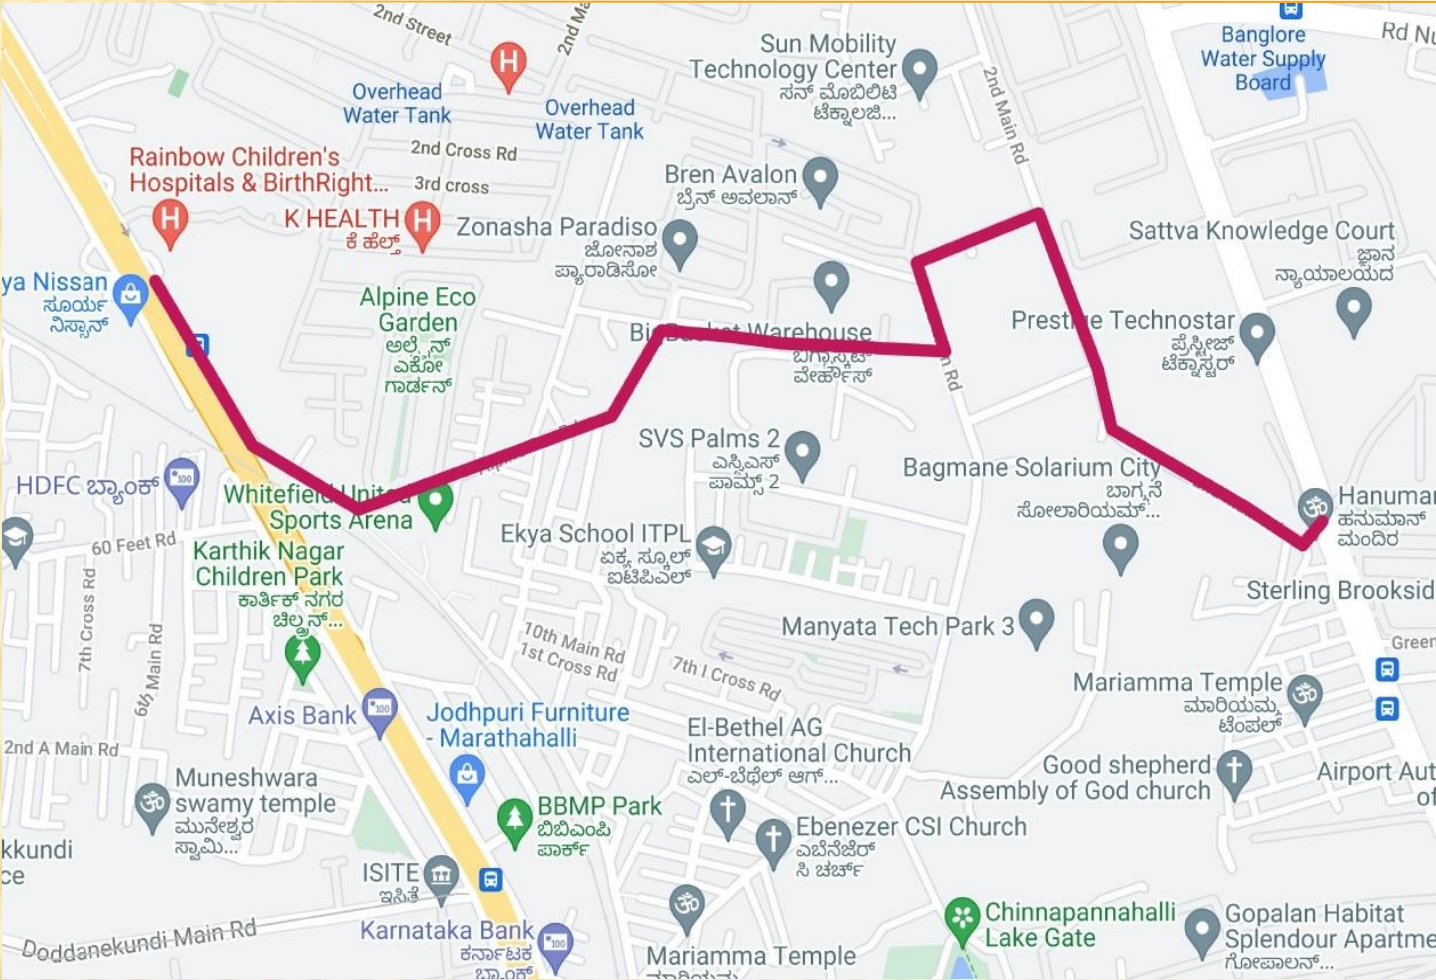 2nd Street
Banglore
Water Supply
Board
Sun Mobility
Technology Center
ಸನ್ ಮೊಬಿಲಿಟಿ
ಟೆಕ್ನಾಲಜಿ...
2nd Main Rd
Overhead
Water Tank
Overhead
Water Tank
2nd Cross Rd
3rd cross
Rainbow Children's
Hospitals & BirthRight...
K HEALTH
ಕೆ ಹೆಲ್ತ್
Bren Avalon
ಬ್ರೆನ್ ಅವಲಾನ್
Zonasha Paradiso
ಜೋನಾಶ
ಪ್ಯಾರಾಡಿಸೋ
Sattva Knowledge Court
ಜ್ಞಾನ
ನ್ಯಾಯಾಲಯದ
ya Nissan
ಸೂರ್ಯ
ನಿಸ್ಸಾನ್
Alpine Eco
Garden
ಅಲ್ಪೈನ್
ಎಕೋ
ಗಾರ್ಡನ್
BigBasket Warehouse
ವೇರ್ಹೌಸ್
Prestige Technostar
ಪ್ರೆಸ್ಟೀಜ್
ಟೆಕ್ನಾಸ್ಟರ್
SVS Palms 2
ಎಸ್ವಿಎಸ್
ಪಾಮ್ಸ್ 2
Bagmane Solarium City
ಬಾಗ್ಮನೆ
ಸೋಲಾರಿಯಮ್...
HDFC ಬ್ಯಾಂಕ್
Whitefield United
Sports Arena
Hanuman
ಹನುಮಾನ್
ಮಂದಿರ
60 Feet Rd
Karthik Nagar
Children Park
ಕಾರ್ತಿಕ್ ನಗರ
ಚಿಲ್ಡ್ರನ್...
Ekya School ITPL
ಏಕ್ಯ ಸ್ಕೂಲ್
ಐಟಿಪಿಎಲ್
Sterling Brooksid
7th Cross Rd
6th Main Rd
10th Main Rd
1st Cross Rd
7th I Cross Rd
Manyata Tech Park 3
Green
Mariamma Temple
ಮಾರಿಯಮ್ಮ
ಟೆಂಪಲ್
Axis Bank
Jodhpuri Furniture
- Marathahalli
2nd A Main Rd
El-Bethel AG
International Church
ಎಲ್-ಬೆಥೆಲ್ ಆಗ್...
Good shepherd
Assembly of God church
Airport Aut
of
Muneshwara
swamy temple
ಮುನೇಶ್ವರ
ಸ್ವಾಮಿ...
BBMP Park
ಬಿಬಿಎಂಪಿ
ಪಾರ್ಕ್
Ebenezer CSI Church
ಎಬೆನೆಜೆರ್
ಸಿ ಚರ್ಚ್
kkundi
ce
ISITE
ಇಸಿತೆ
Doddanekundi Main Rd
Karnataka Bank
ಕರ್ನಾಟಕ
ಬ್ಯಾಂಕ್
Mariamma Temple
Chinnapannahalli
Lake Gate
Gopalan Habitat
Splendour Apartme
ಗೋಪಾಲನ್...